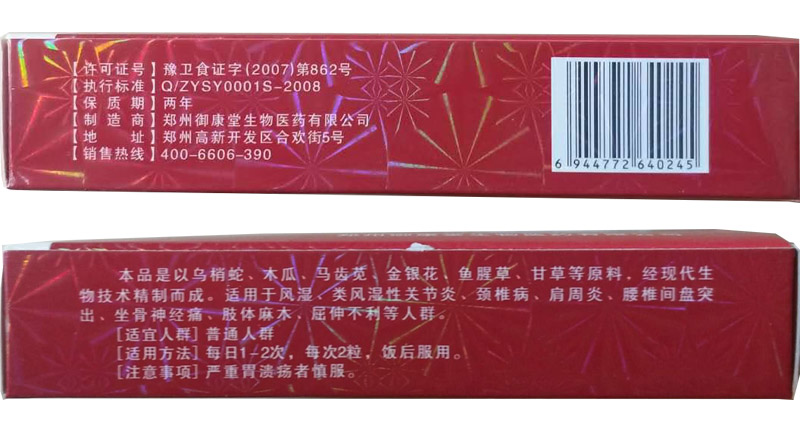 【许可证号】豫卫食证字(2007)第862号
【执行标准】Q/ZYSY0001S-2008
【保 质 期】两年
【制 造 商】郑州御康堂生物医药有限公司
【地　　址】郑州高新开发区合欢街5号
【销售热线】400-6606-390
6 944772 640245
本品是以乌梢蛇、木瓜、马齿苋、金银花、鱼腥草、甘草等原料，经现代生
物技术精制而成。适用于风湿、类风湿性关节炎、颈椎病、肩周炎、腰椎间盘突
出、坐骨神经痛、肢体麻木、屈伸不利等人群。
[适宜人群] 普通人群
[适用方法] 每日1-2次，每次2粒，饭后服用。
[注意事项] 严重胃溃疡者慎服。